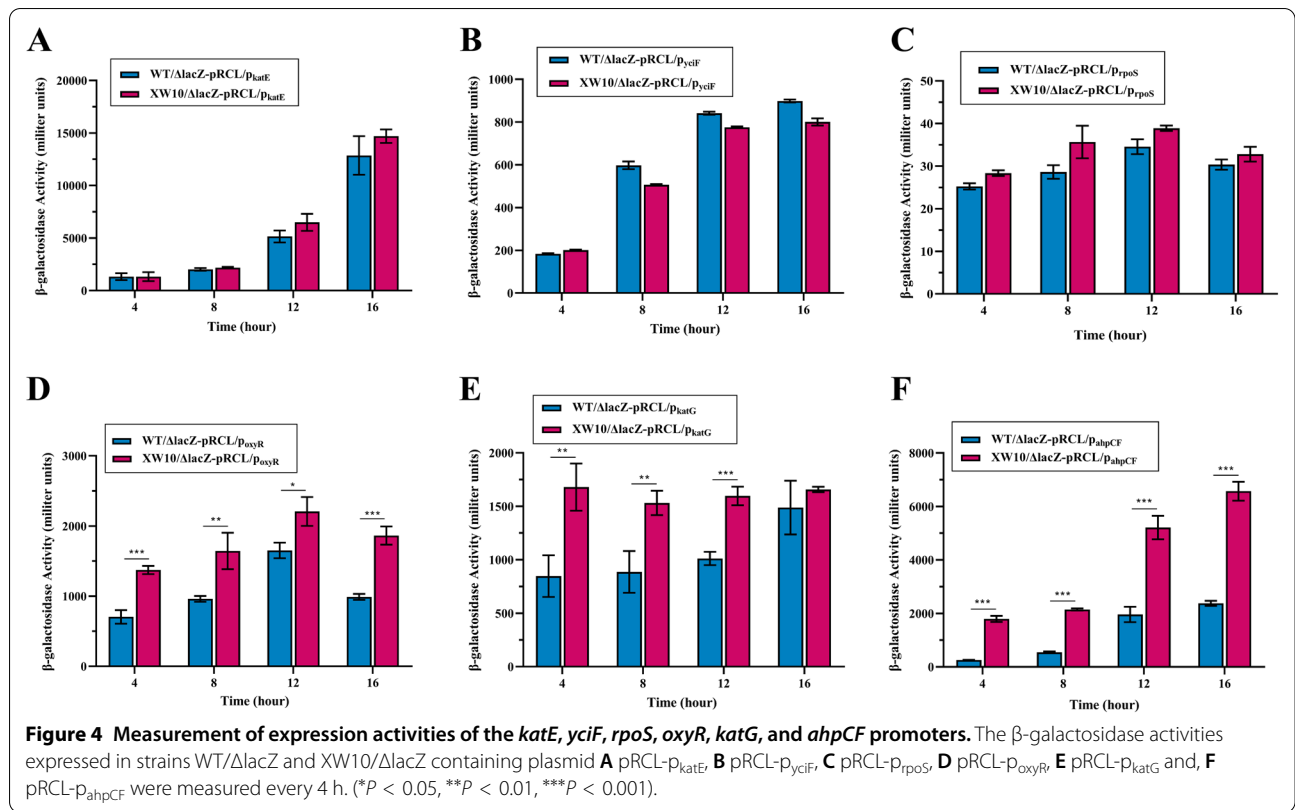 A
WT/ΔlacZ-pRCL/pkatE
XW10/ΔlacZ-pRCL/pkatE
β-galactosidase Activity (militer units)
20000
15000
10000
5000
0
4 8 12 16
Time (hour)
B
WT/ΔlacZ-pRCL/pyciF
XW10/ΔlacZ-pRCL/pyciF
β-galactosidase Activity (militer units)
1000
800
600
400
200
0
4 8 12 16
Time (hour)
C
WT/ΔlacZ-pRCL/prpoS
XW10/ΔlacZ-pRCL/prpoS
β-galactosidase Activity (militer units)
50
40
30
25
10
0
4 8 12 16
Time (hour)
D
WT/ΔlacZ-pRCL/poxyR
XW10/ΔlacZ-pRCL/poxyR
β-galactosidase Activity (militer units)
3000
2000
1000
0
*** ** * ***
4 8 12 16
Time (hour)
E
WT/ΔlacZ-pRCL/pkatG
XW10/ΔlacZ-pRCL/pkatG
β-galactosidase Activity (militer units)
2000
1500
1000
500
0
** ** ***
4 8 12 16
Time (hour)
F
WT/ΔlacZ-pRCL/pahpCF
XW10/ΔlacZ-pRCL/pahpCF
β-galactosidase Activity (militer units)
8000
6000
4000
2000
0
*** *** *** ***
4 8 12 16
Time (hour)
Figure 4 Measurement of expression activities of the katE, yciF, rpoS, oxyR, katG, and ahpCF promoters. The β-galactosidase activities
expressed in strains WT/ΔlacZ and XW10/ΔlacZ containing plasmid A pRCL-pkatE, B pRCL-pyciF, C pRCL-prpoS, D pRCL-poxyR, E pRCL-pkatG and, F
pRCL-pahpCF were measured every 4 h. (*P < 0.05, **P < 0.01, ***P < 0.001).